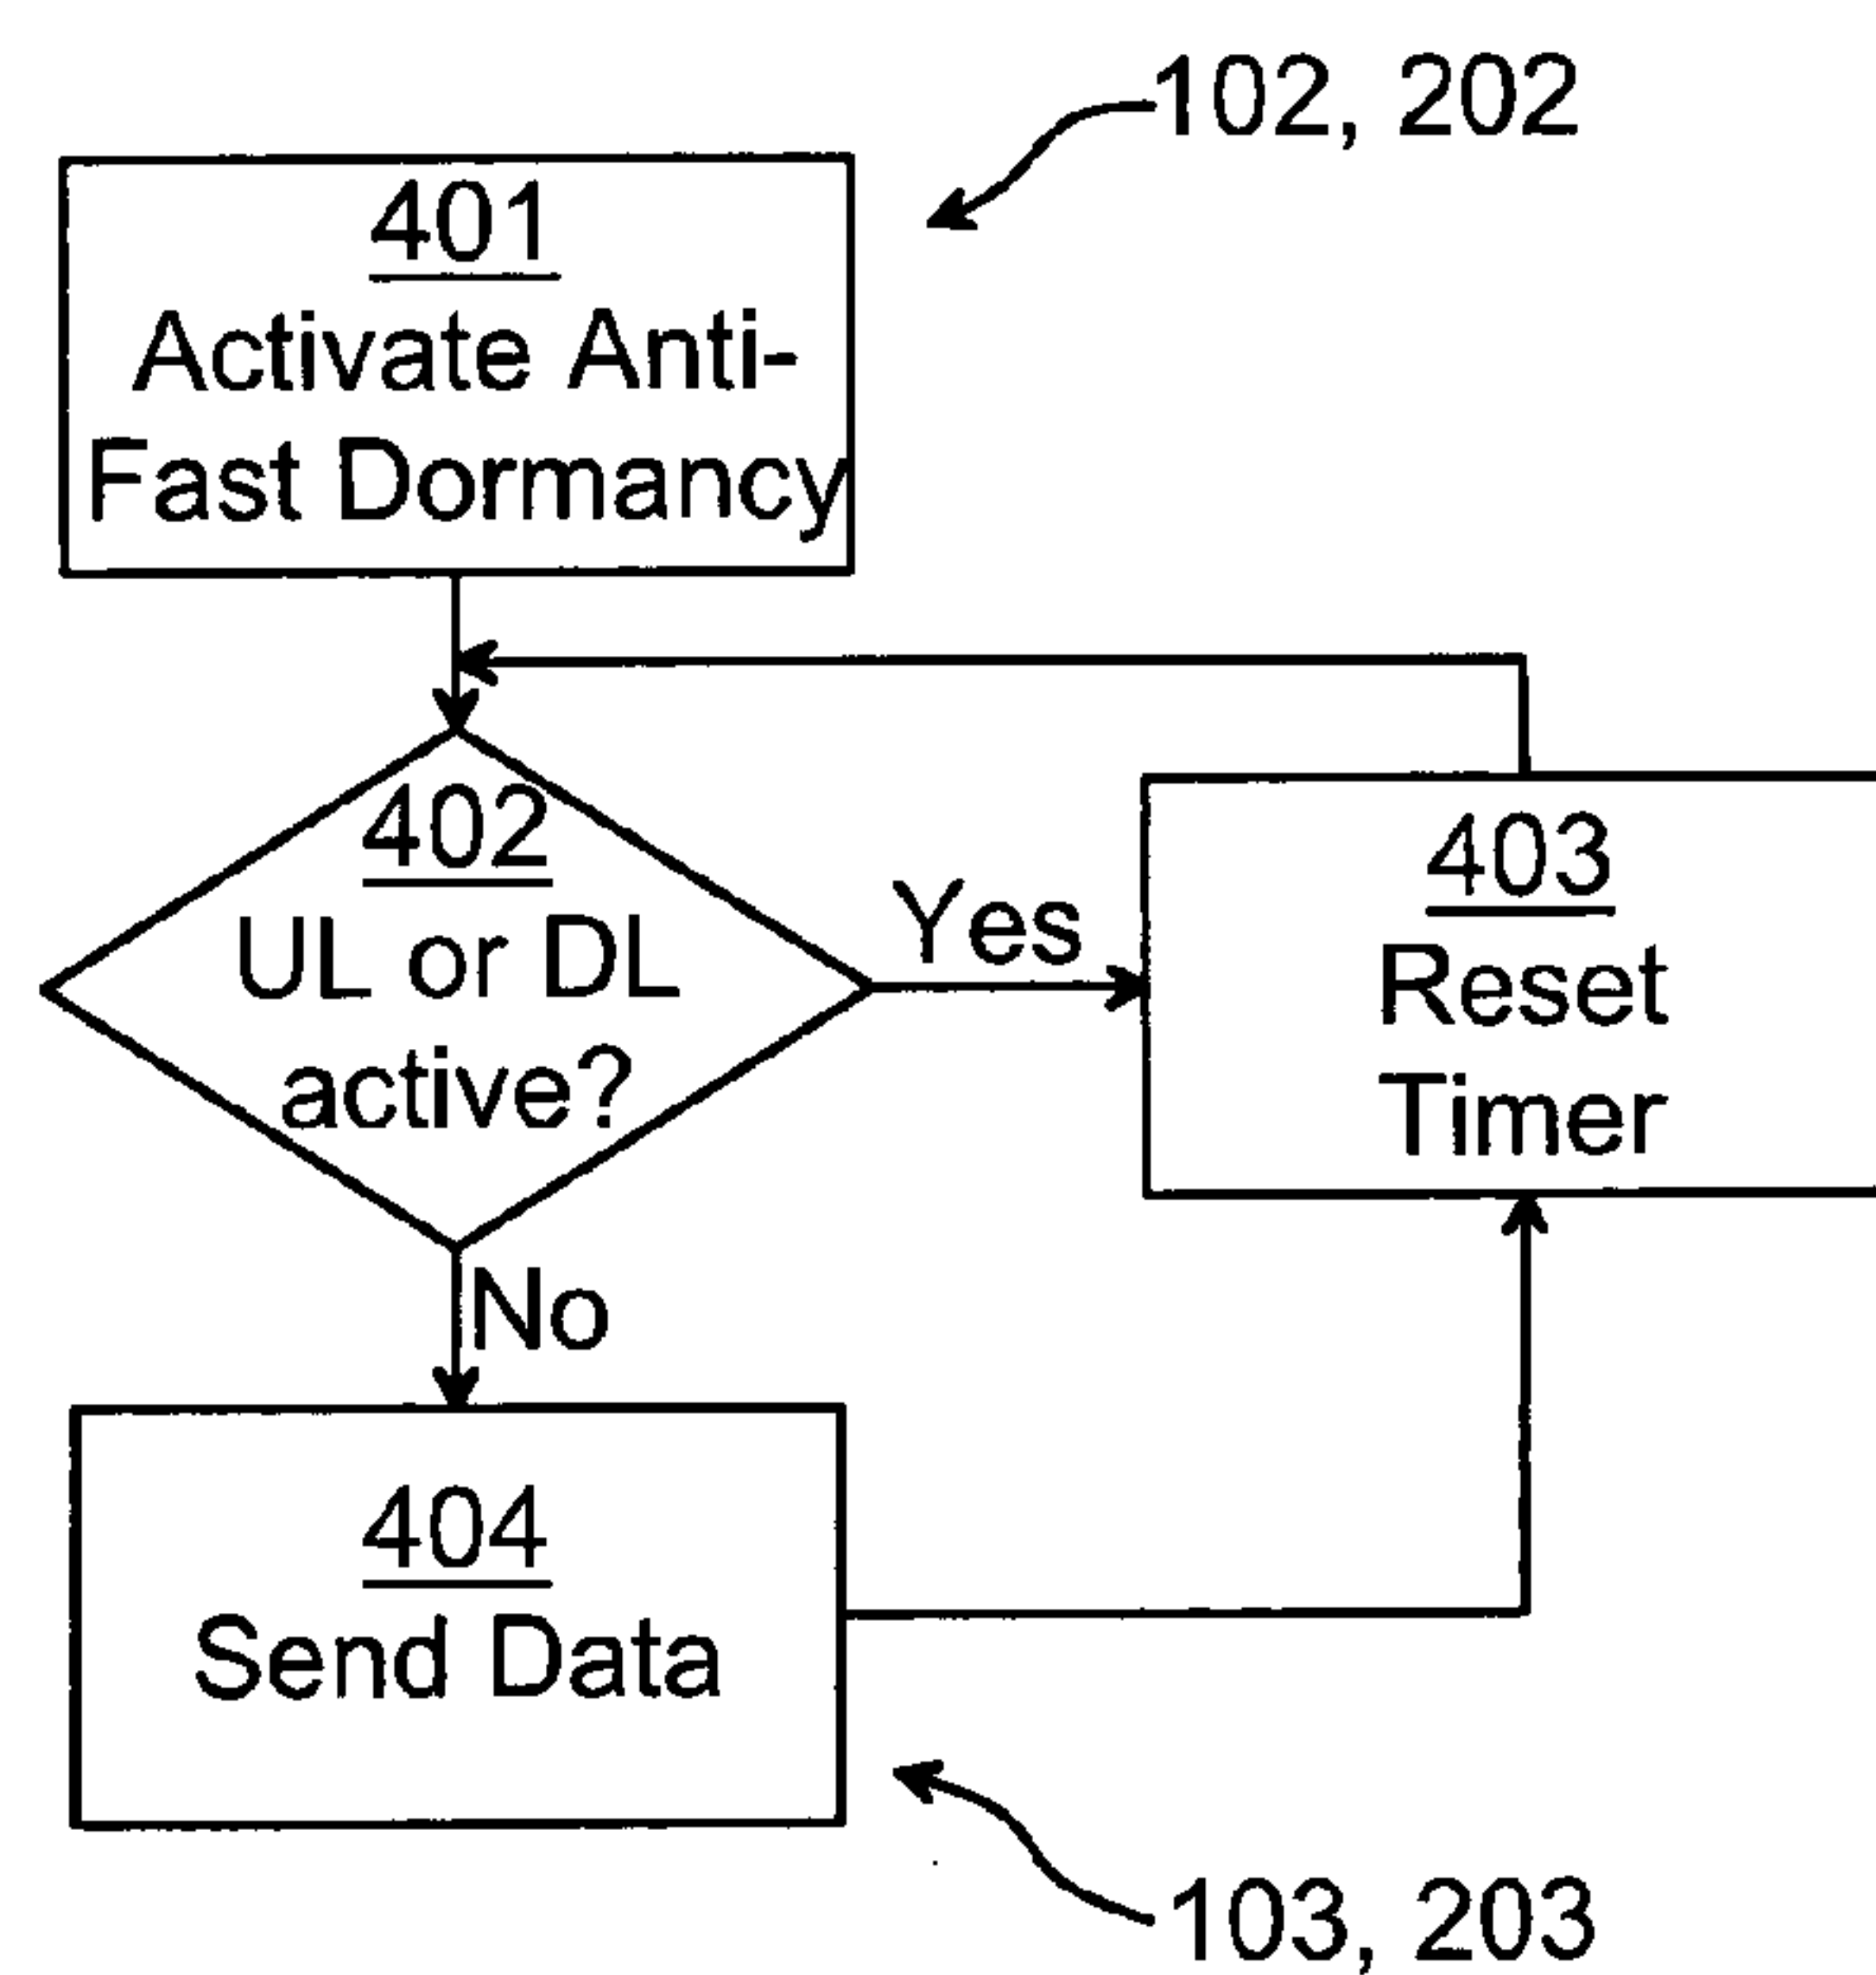 102, 202
401
Activate Anti-
Fast Dormancy
402
UL or DL
active?
Yes
403
Reset
Timer
No
404
Send Data
103, 203